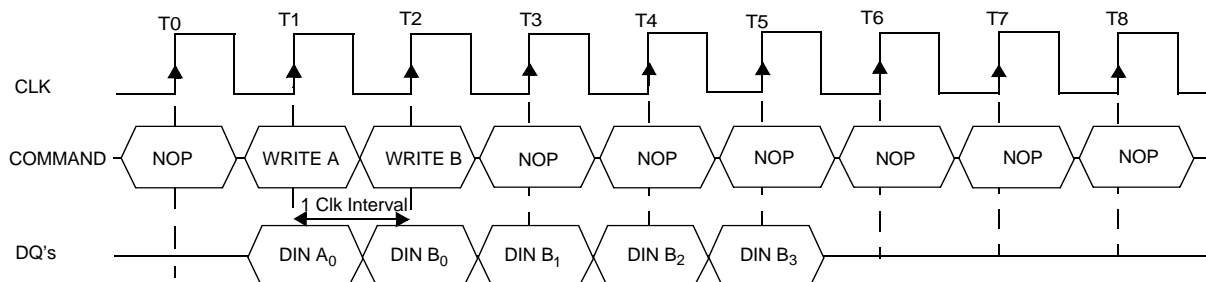 T0 T1 T2 T3 T4 T5 T6 T7 T8
CLK
COMMAND NOP WRITE A WRITE B NOP NOP NOP NOP NOP NOP
1 Clk Interval
DQ's DIN A0 DIN B0 DIN B1 DIN B2 DIN B3